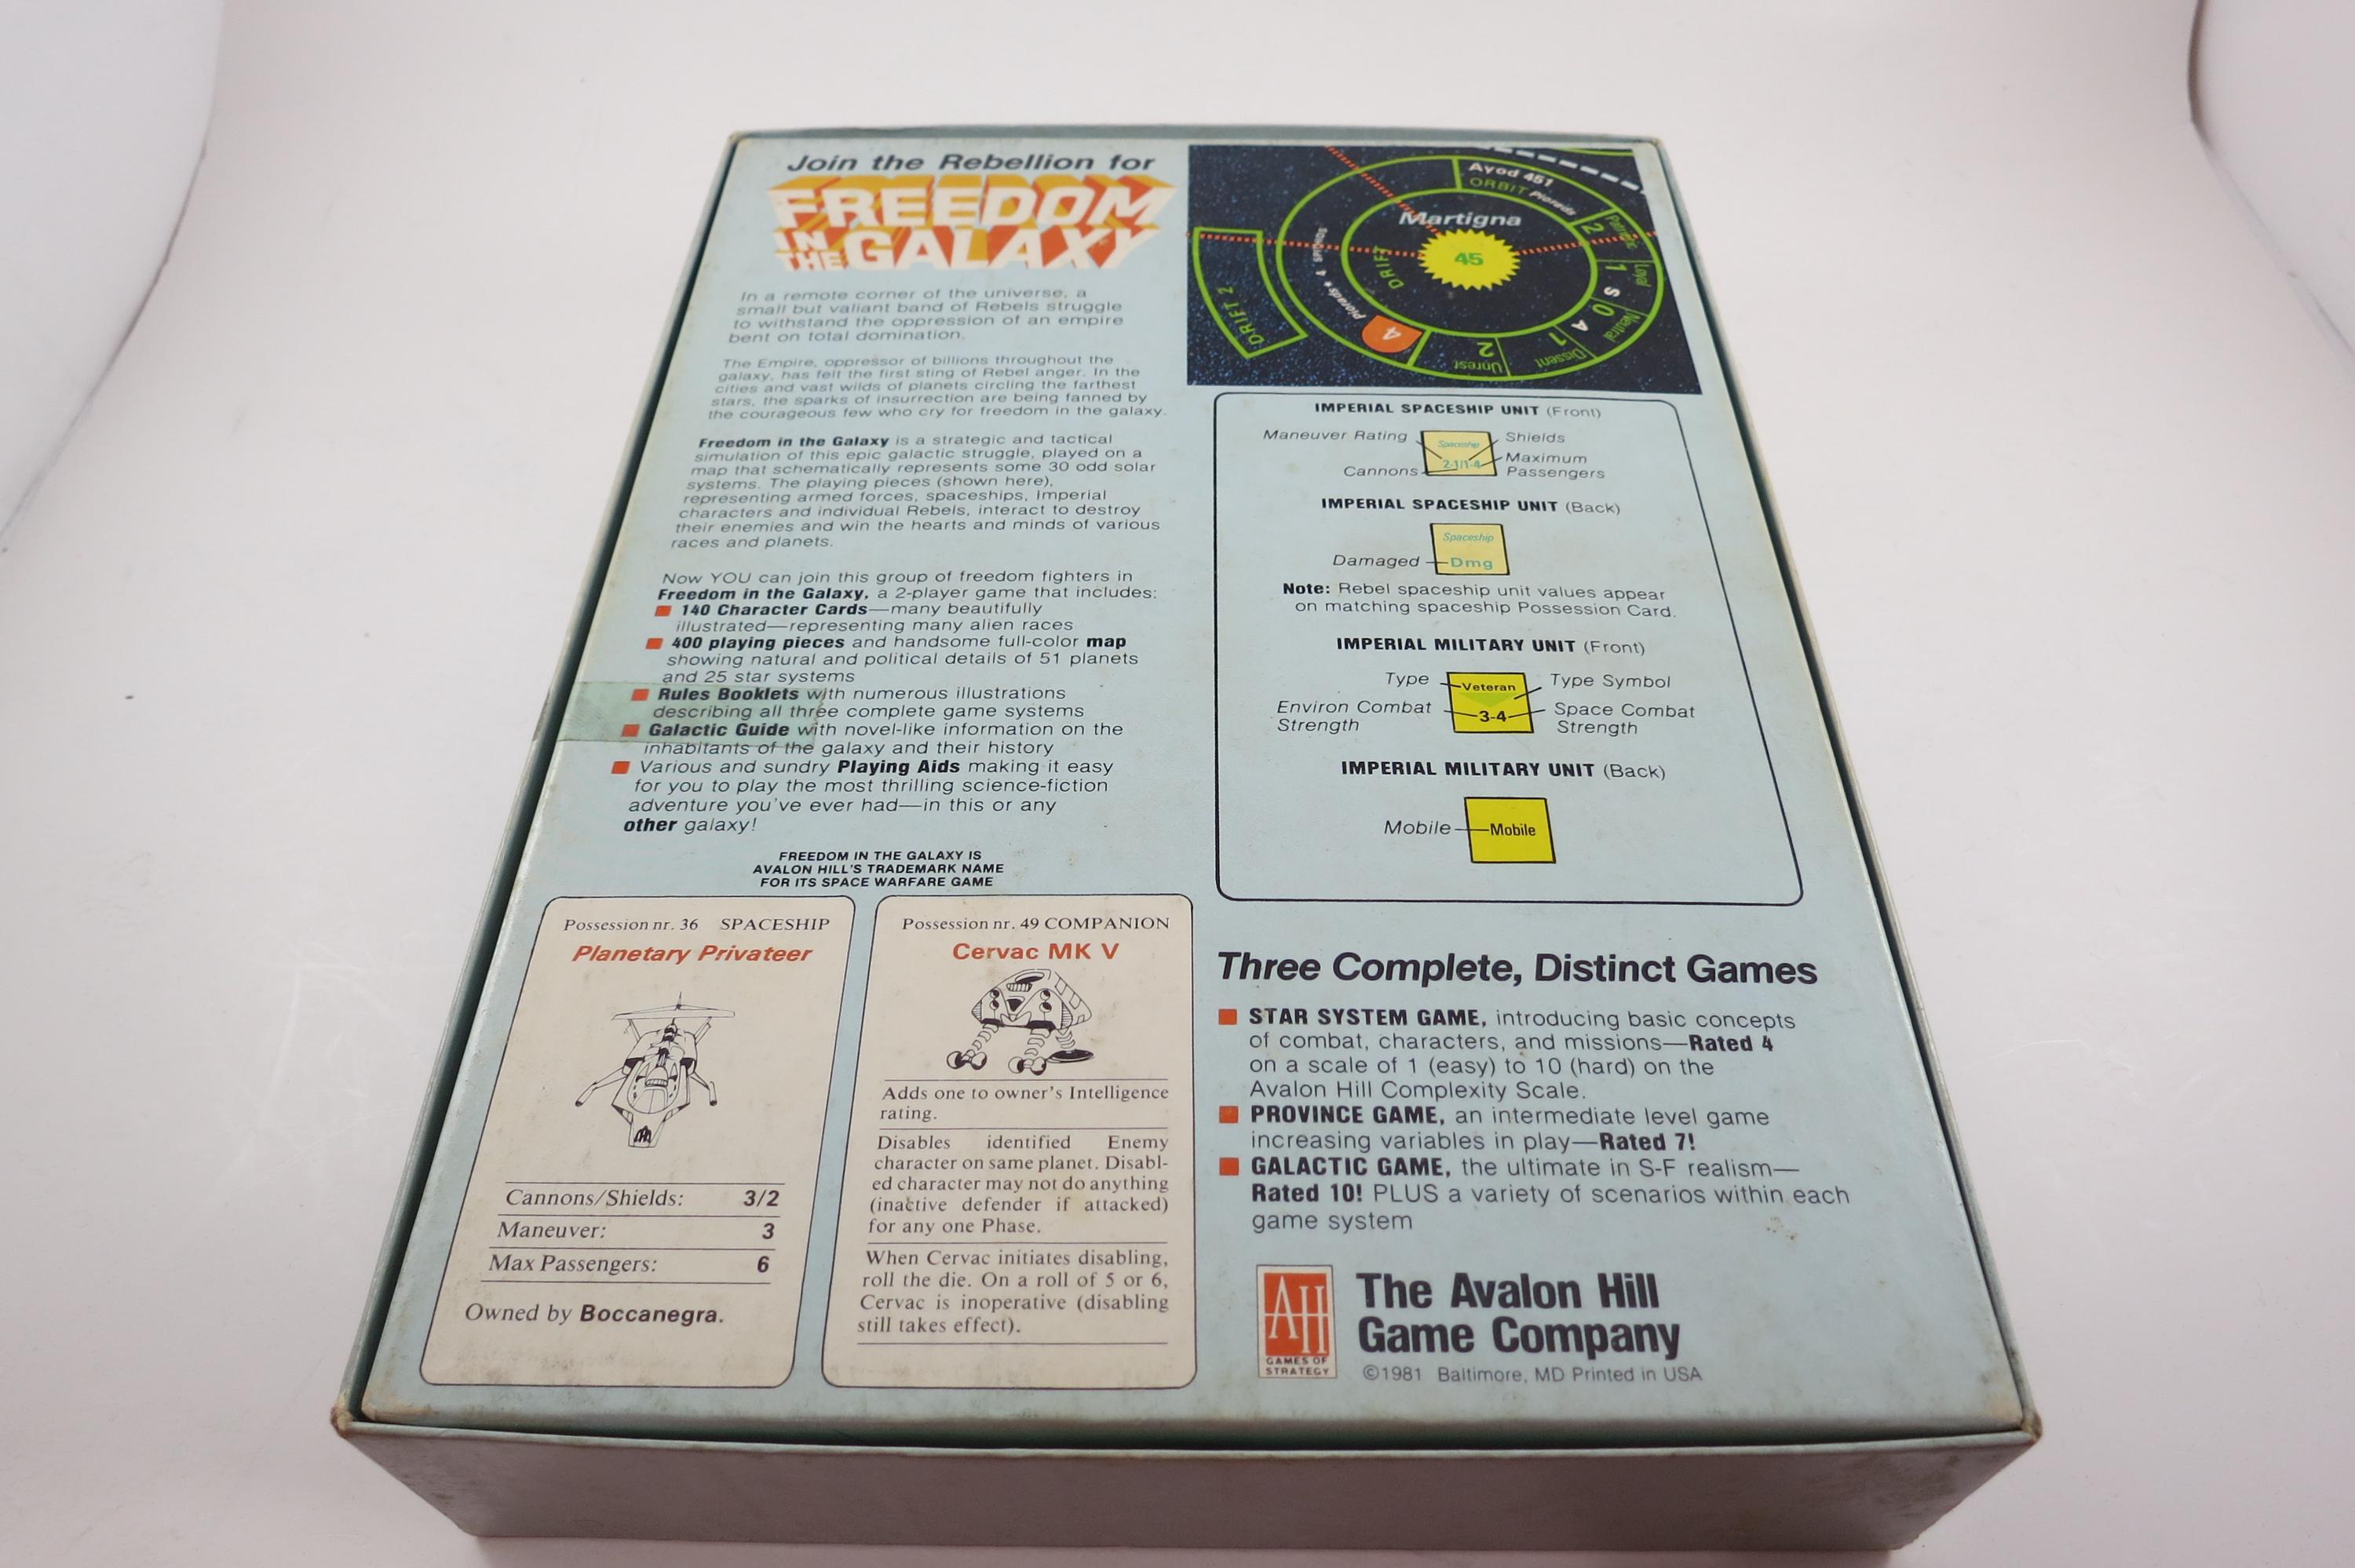 Join the Rebellion for
FREEDOM
IN THE GALAXY
In a remote corner of the universe, a
small but valiant band of Rebels struggle
to withstand the oppression of an empire
bent on total domination.
The Empire, oppressor of billions throughout the
galaxy, has felt the first sting of Rebel anger. In the
cities and vast wilds of planets circling the farthest
stars, the sparks of insurrection are being fanned by
the courageous few who cry for freedom in the galaxy.
Freedom in the Galaxy is a strategic and tactical
simulation of this epic galactic struggle, played on a
map that schematically represents some 30 odd solar
systems. The playing pieces (shown here),
representing armed forces, spaceships, Imperial
characters and individual Rebels, interact to destroy
their enemies and win the hearts and minds of various
races and planets.
Now YOU can join this group of freedom fighters in
Freedom in the Galaxy, a 2-player game that includes:
140 Character Cards—many beautifully
illustrated—representing many alien races
400 playing pieces and handsome full-color map
showing natural and political details of 51 planets
and 25 star systems
Rules Booklets with numerous illustrations
describing all three complete game systems
Galactic Guide with novel-like information on the
inhabitants of the galaxy and their history
Various and sundry Playing Aids making it easy
for you to play the most thrilling science-fiction
adventure you've ever had—in this or any
other galaxy!
FREEDOM IN THE GALAXY IS
AVALON HILL'S TRADEMARK NAME
FOR ITS SPACE WARFARE GAME
Possession nr. 36 SPACESHIP
Planetary Privateer
Cannons/Shields: 3/2
Maneuver: 3
Max Passengers: 6
Owned by Boccanegra.
Possession nr. 49 COMPANION
Cervac MK V
Adds one to owner's Intelligence
rating.
Disables identified Enemy
character on same planet. Disabl-
ed character may not do anything
(inactive defender if attacked)
for any one Phase.
When Cervac initiates disabling,
roll the die. On a roll of 5 or 6,
Cervac is inoperative (disabling
still takes effect).
Ayod 451
ORBIT Piorads
Martigna
45
DRIFT
DRIFT 2
Piorads • 4 SPICHUS
4
Patriotic 2
Loyal 1
S
Neutral 0
A
Dissent 1
Unrest 2
IMPERIAL SPACESHIP UNIT (Front)
Maneuver Rating
Spaceship
Shields
2-1/1-4
Maximum
Passengers
Cannons
IMPERIAL SPACESHIP UNIT (Back)
Spaceship
Damaged
Dmg
Note: Rebel spaceship unit values appear
on matching spaceship Possession Card.
IMPERIAL MILITARY UNIT (Front)
Type
Veteran
Type Symbol
Environ Combat
Strength
3-4
Space Combat
Strength
IMPERIAL MILITARY UNIT (Back)
Mobile
Mobile
Three Complete, Distinct Games
STAR SYSTEM GAME, introducing basic concepts
of combat, characters, and missions—Rated 4
on a scale of 1 (easy) to 10 (hard) on the
Avalon Hill Complexity Scale.
PROVINCE GAME, an intermediate level game
increasing variables in play—Rated 7!
GALACTIC GAME, the ultimate in S-F realism—
Rated 10! PLUS a variety of scenarios within each
game system
AH
GAMES OF
STRATEGY
The Avalon Hill
Game Company
©1981 Baltimore, MD Printed in USA